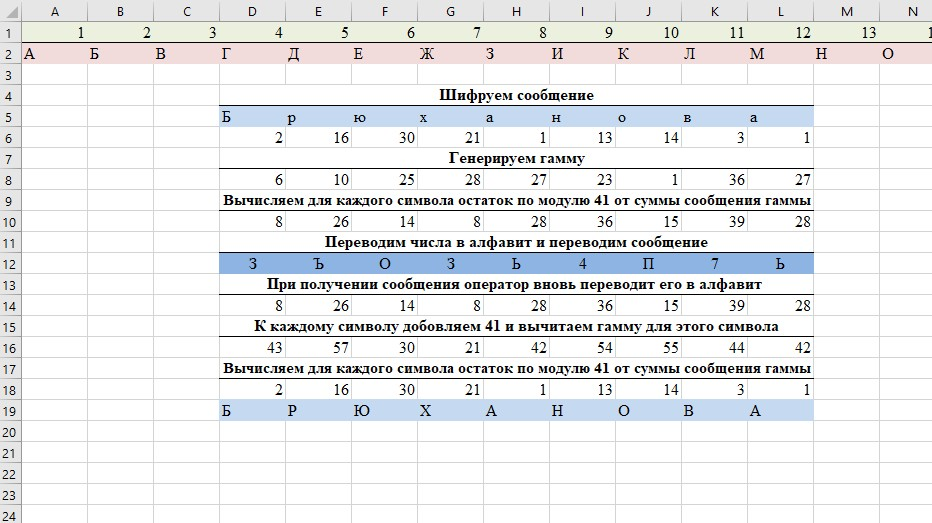 A B C D E F G H I J K L M N
1 1 2 3 4 5 6 7 8 9 10 11 12 13 1
2 А Б В Г Д Е Ж З И К Л М Н О
3
4 Шифруем сообщение
5 Б р ю х а н о в а
6 2 16 30 21 1 13 14 3 1
7 Генерируем гамму
8 6 10 25 28 27 23 1 36 27
9 Вычисляем для каждого символа остаток по модулю 41 от суммы сообщения гаммы
10 8 26 14 8 28 36 15 39 28
11 Переводим числа в алфавит и переводим сообщение
12 З Ъ О З Ь 4 П 7 Ь
13 При получении сообщения оператор вновь переводит его в алфавит
14 8 26 14 8 28 36 15 39 28
15 К каждому символу добовляем 41 и вычитаем гамму для этого символа
16 43 57 30 21 42 54 55 44 42
17 Вычисляем для каждого символа остаток по модулю 41 от суммы сообщения гаммы
18 2 16 30 21 1 13 14 3 1
19 Б Р Ю Х А Н О В А
20
21
22
23
24